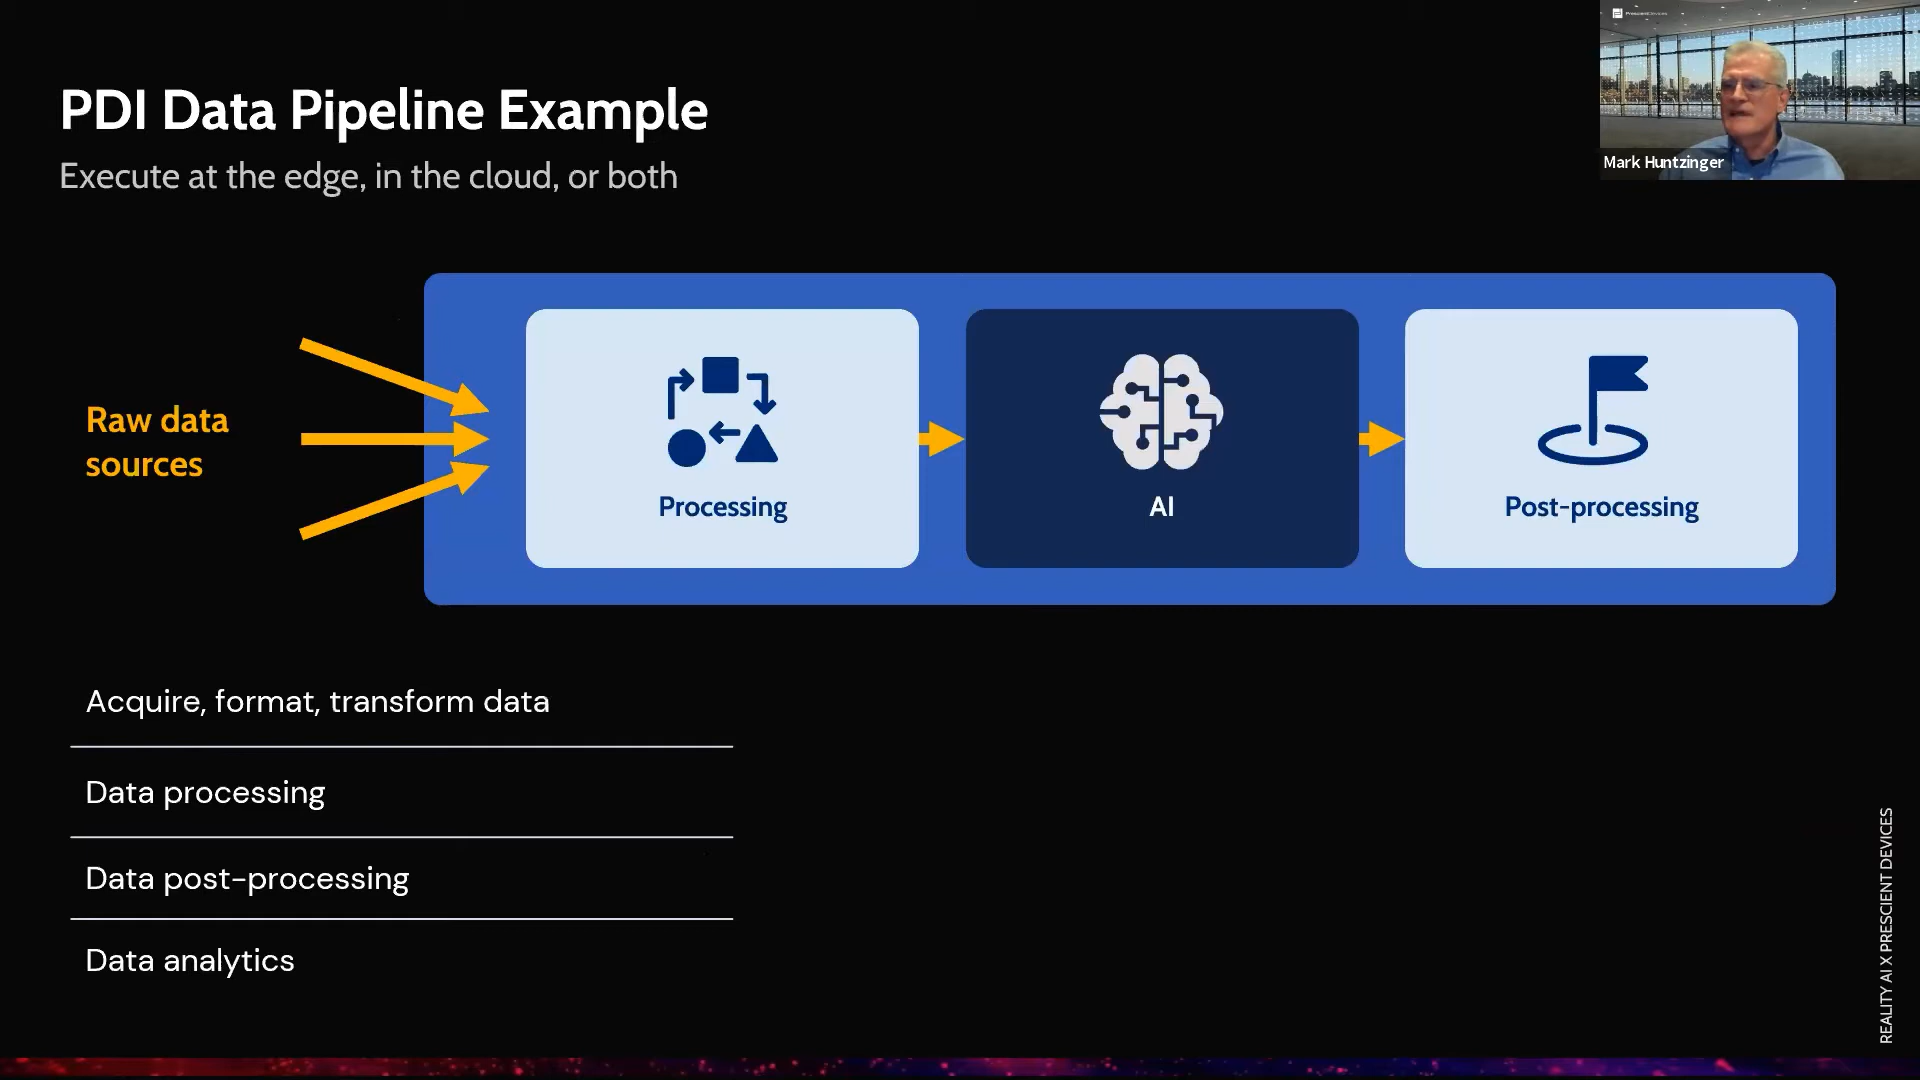 PDI Data Pipeline Example
Execute at the edge, in the cloud, or both
Mark Huntzinger
Raw data
sources
Processing
AI
Post-processing
Acquire, format, transform data
Data processing
Data post-processing
Data analytics
REALITY AI X PRESCIENT DEVICES